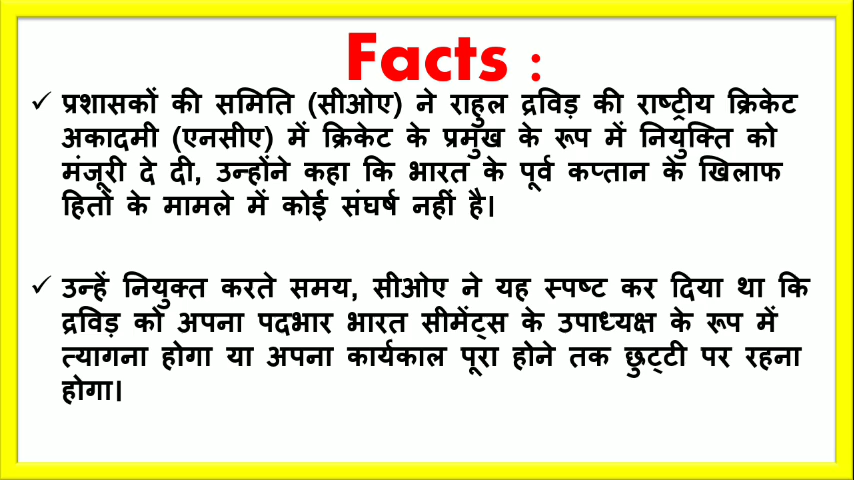 Facts :
✓ प्रशासकों की समिति (सीओए) ने राहुल द्रविड़ की राष्ट्रीय क्रिकेट
अकादमी (एनसीए) में क्रिकेट के प्रमुख के रूप में नियुक्ति को
मंजूरी दे दी, उन्होंने कहा कि भारत के पूर्व कप्तान के खिलाफ
हितों के मामले में कोई संघर्ष नहीं है।
✓ उन्हें नियुक्त करते समय, सीओए ने यह स्पष्ट कर दिया था कि
द्रविड़ को अपना पदभार भारत सीमेंट्स के उपाध्यक्ष के रूप में
त्यागना होगा या अपना कार्यकाल पूरा होने तक छुट्टी पर रहना
होगा।